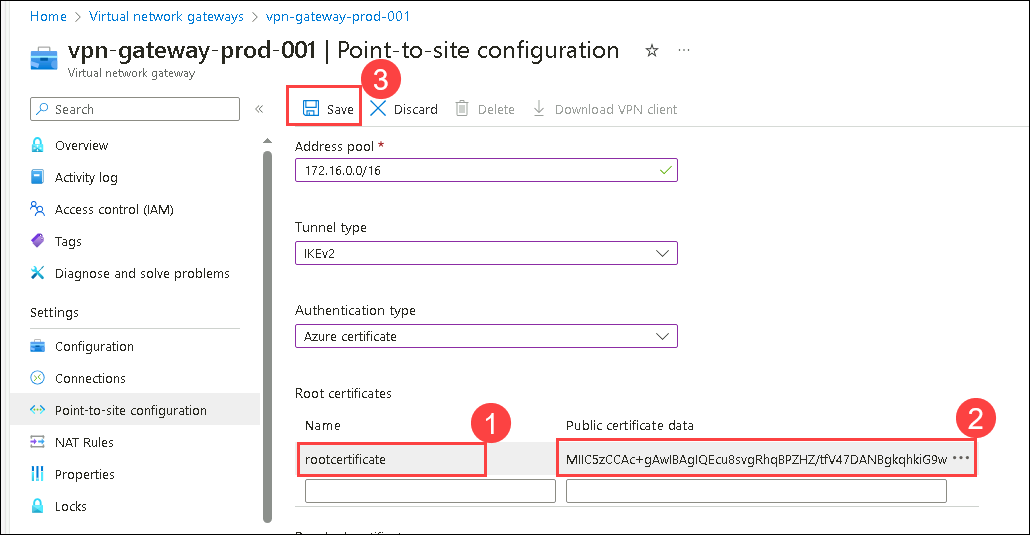 Home > Virtual network gateways > vpn-gateway-prod-001
vpn-gateway-prod-001 | Point-to-site configuration ☆ ···
Virtual network gateway
3
Search «
Save Discard Delete Download VPN client
Overview
Activity log
Access control (IAM)
Tags
Diagnose and solve problems
Settings
Configuration
Connections
Point-to-site configuration
NAT Rules
Properties
Locks
Address pool *
172.16.0.0/16
Tunnel type
IKEv2
Authentication type
Azure certificate
Root certificates
1
2
Name Public certificate data
rootcertificate MIIC5zCCAc+gAwIBAgIQEcu8svgRhqBPZHZ/tfV47DANBgkqhkiG9w ···